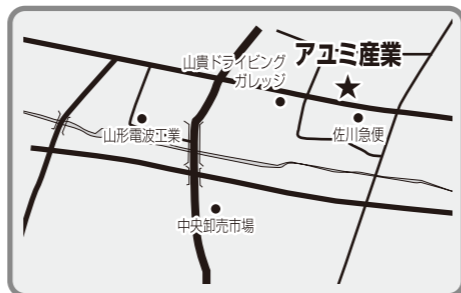 アユミ産業
山貴ドライビング
ガレッジ
山形電波工業
佐川急便
中央卸売市場